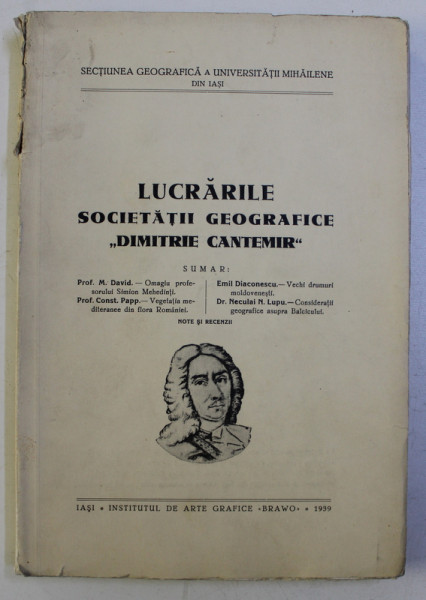 SECȚIUNEA GEOGRAFICĂ A UNIVERSITĂȚII MIHĂILENE
DIN IAȘI
LUCRĂRILE
SOCIETĂȚII GEOGRAFICE
„DIMITRIE CANTEMIR“
SUMAR:
Prof. M. David. — Omagiu profe-
sorului Simion Mehedinți.
Prof. Const. Papp. — Vegetația me-
diteranee din flora României.
Emil Diaconescu. — Vechi drumuri
moldovenești.
Dr. Neculai N. Lupu. — Considerații
geografice asupra Balcicului.
NOTE ȘI RECENZII
IAȘI • INSTITUTUL DE ARTE GRAFICE «BRAWO» • 1939